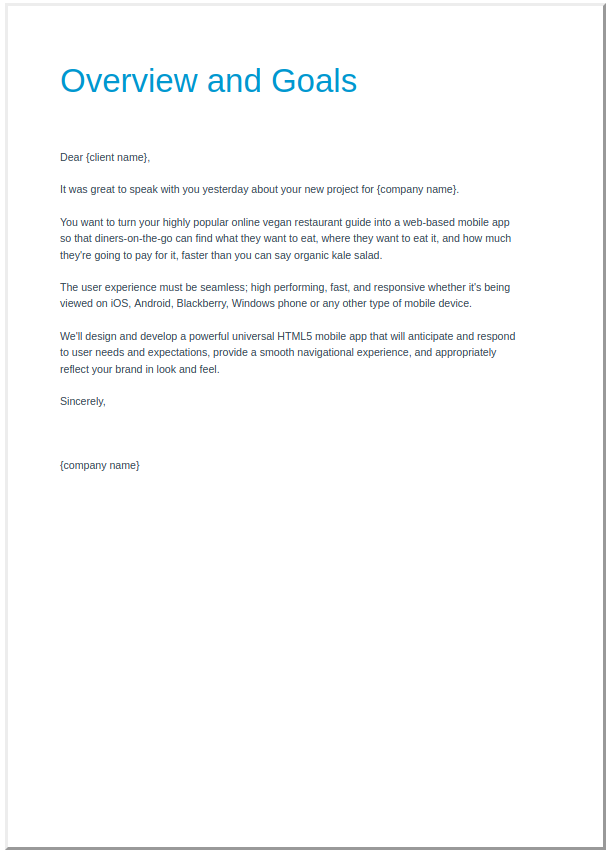 Overview and Goals
Dear {client name},
It was great to speak with you yesterday about your new project for {company name}.
You want to turn your highly popular online vegan restaurant guide into a web-based mobile app
so that diners-on-the-go can find what they want to eat, where they want to eat it, and how much
they're going to pay for it, faster than you can say organic kale salad.
The user experience must be seamless; high performing, fast, and responsive whether it's being
viewed on iOS, Android, Blackberry, Windows phone or any other type of mobile device.
We'll design and develop a powerful universal HTML5 mobile app that will anticipate and respond
to user needs and expectations, provide a smooth navigational experience, and appropriately
reflect your brand in look and feel.
Sincerely,
{company name}